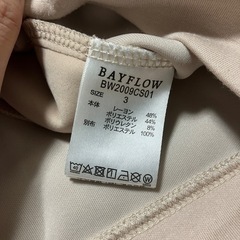 BAYFLOW
BW2009CS01
SIZE 3
本体 レーヨン 48%
ポリエステル 44%
ポリウレタン 8%
別布 ポリエステル 100%